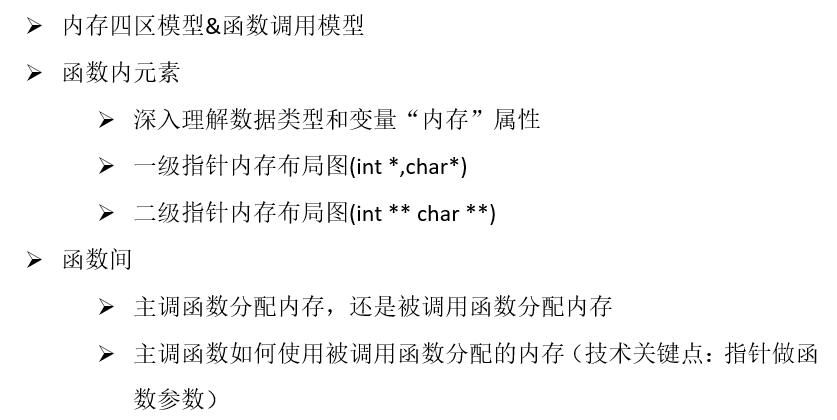 ➢ 内存四区模型&函数调用模型
➢ 函数内元素
➢ 深入理解数据类型和变量“内存”属性
➢ 一级指针内存布局图(int *,char*)
➢ 二级指针内存布局图(int ** char **)
➢ 函数间
➢ 主调函数分配内存，还是被调用函数分配内存
➢ 主调函数如何使用被调用函数分配的内存（技术关键点：指针做函
数参数）